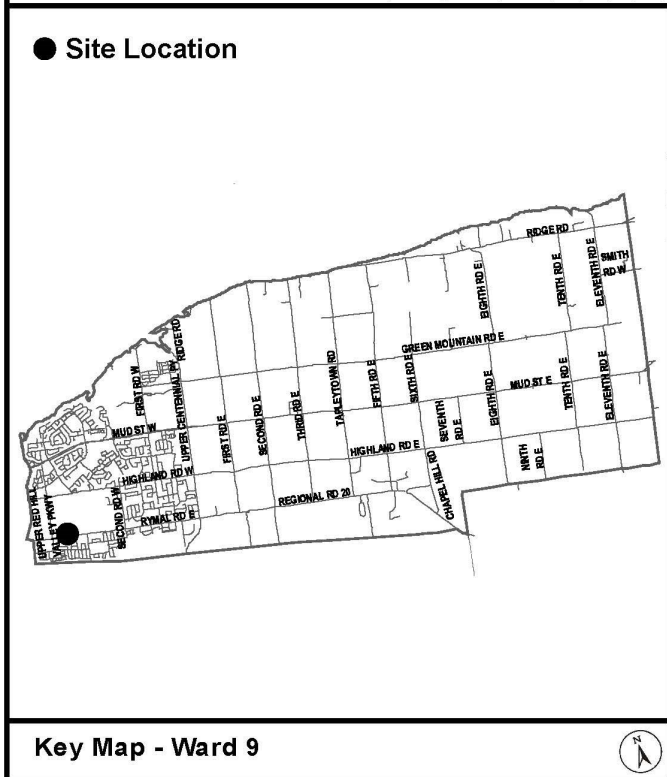 Site Location
RIDGE RD
SMITH
RD W
ELEVENTH RD E
TENTH RD E
EIGHTH RD E
RIDGE RD
GREEN MOUNTAIN RD E
FIRST RD W
UPPER CENTENNIAL PY
TAPLEYTOWN RD
FIFTH RD E
SIXTH RD E
MUD ST E
EIGHTH RD E
TENTH RD E
ELEVENTH RD E
MUD ST W
FIRST RD E
SECOND RD E
THIRD RD E
SEVENTH
RD E
HIGHLAND RD E
HIGHLAND RD W
NINTH
RD E
CHAPEL HILL RD
REGIONAL RD 20
UPPER RED HILL
VALLEY PKWY
SECOND RD W
RYMAL RD E
Key Map - Ward 9
N